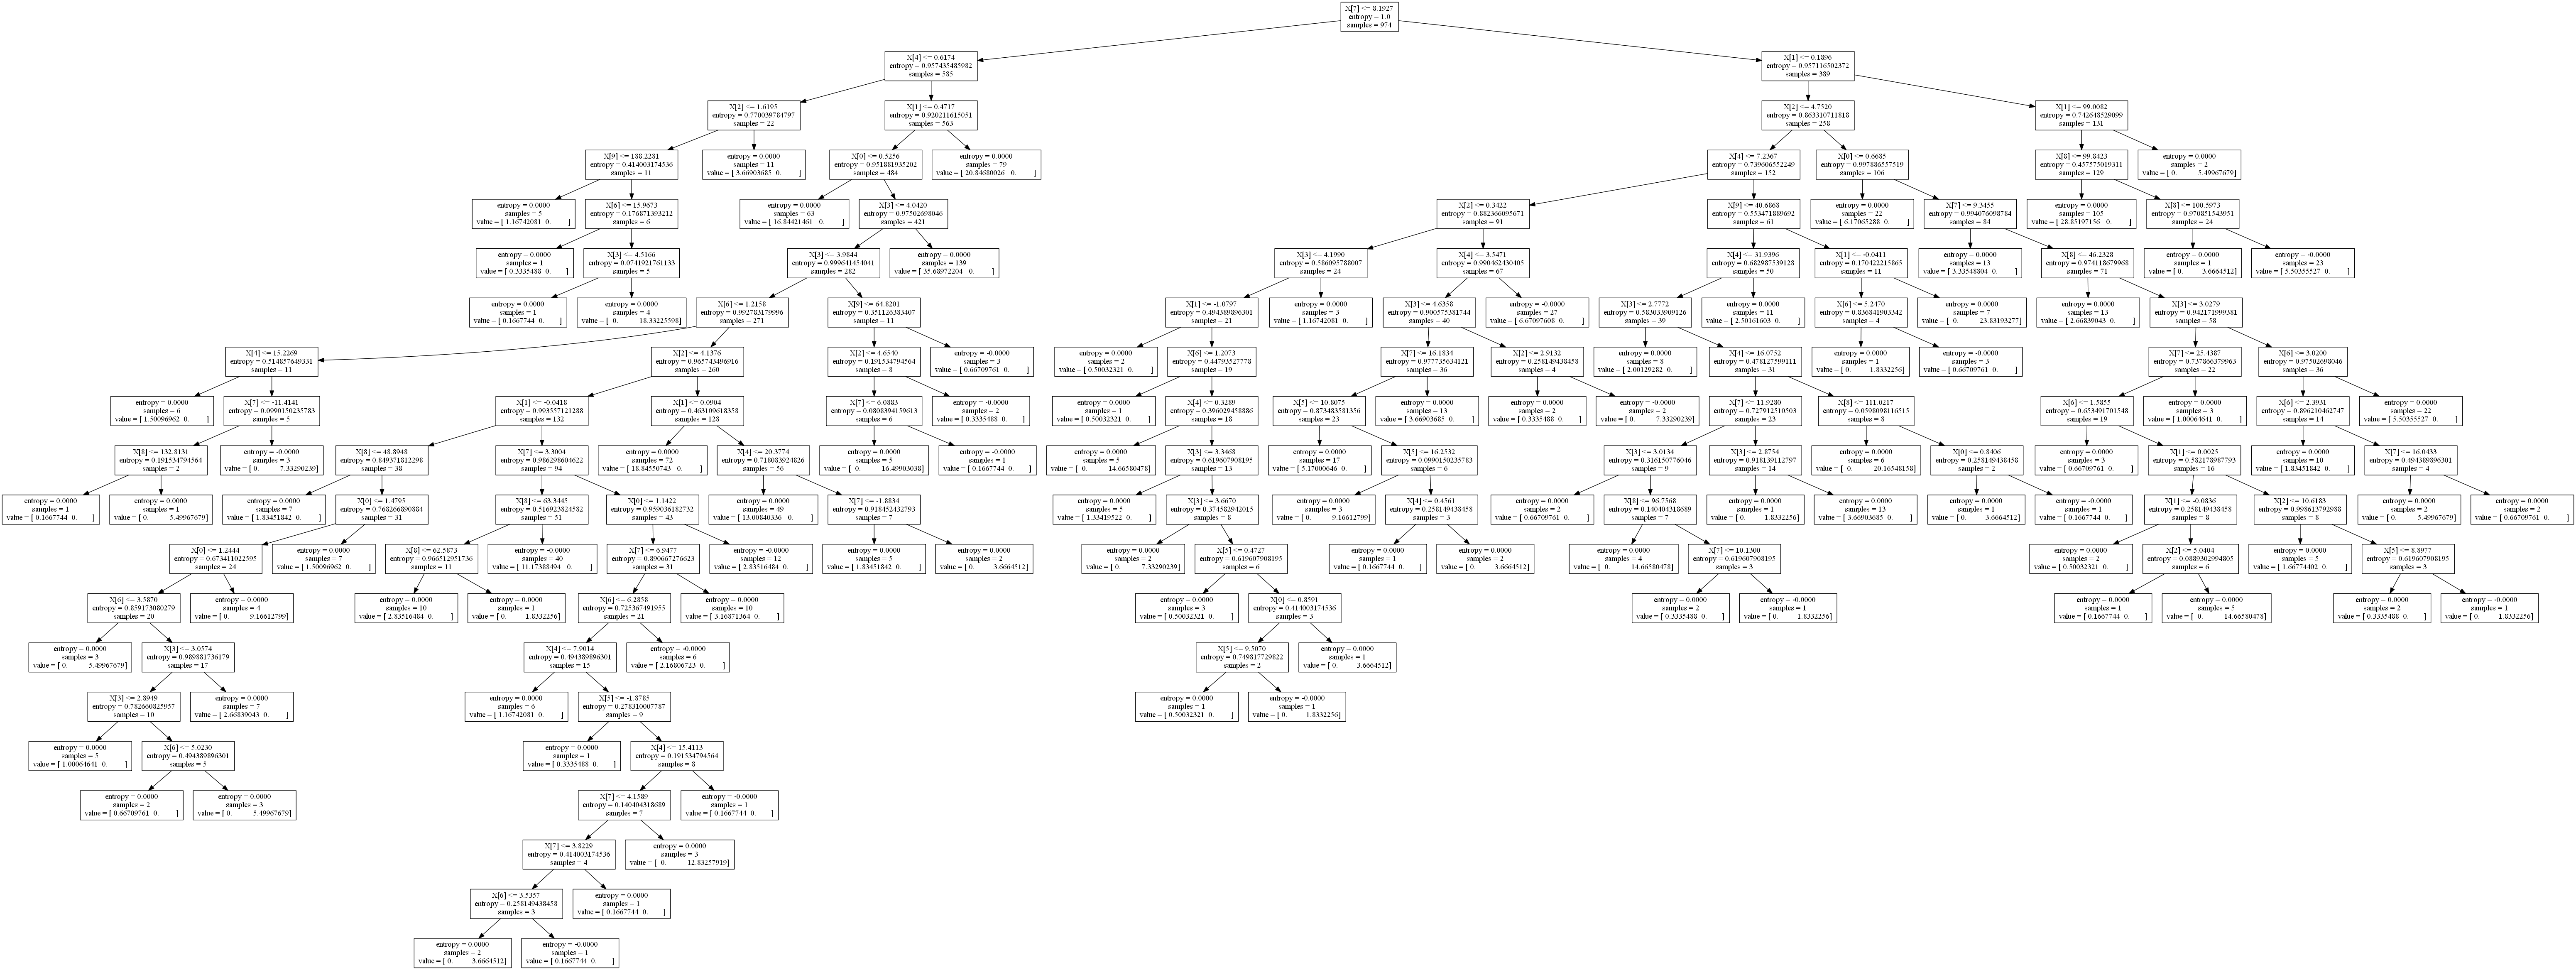 X[7] <= 8.1927
entropy = 1.0
samples = 974
X[4] <= 0.6174
entropy = 0.957435485982
samples = 585
X[1] <= 0.1896
entropy = 0.957116502372
samples = 389
X[2] <= 1.6195
entropy = 0.770039784797
samples = 22
X[1] <= 0.4717
entropy = 0.920211615051
samples = 563
X[2] <= 4.7520
entropy = 0.863310711818
samples = 258
X[1] <= 99.0082
entropy = 0.742648529099
samples = 131
X[9] <= 188.2281
entropy = 0.414003174536
samples = 11
entropy = 0.0000
samples = 11
value = [ 3.66903685 0. ]
X[0] <= 0.5256
entropy = 0.951881935202
samples = 484
entropy = 0.0000
samples = 79
value = [ 20.84680026 0. ]
X[4] <= 7.2367
entropy = 0.739606552249
samples = 152
X[0] <= 0.6685
entropy = 0.997886557519
samples = 106
X[8] <= 99.8423
entropy = 0.457575019311
samples = 129
entropy = 0.0000
samples = 2
value = [ 0. 5.49967679]
entropy = 0.0000
samples = 5
value = [ 1.16742081 0. ]
X[6] <= 15.9673
entropy = 0.176871393212
samples = 6
entropy = 0.0000
samples = 63
value = [ 16.84421461 0. ]
X[3] <= 4.0420
entropy = 0.97502698046
samples = 421
X[2] <= 0.3422
entropy = 0.882366095671
samples = 91
X[9] <= 40.6868
entropy = 0.553471889692
samples = 61
entropy = 0.0000
samples = 22
value = [ 6.17065288 0. ]
X[7] <= 9.3455
entropy = 0.994076098784
samples = 84
entropy = 0.0000
samples = 105
value = [ 28.85197156 0. ]
X[8] <= 100.5973
entropy = 0.970851543951
samples = 24
entropy = 0.0000
samples = 1
value = [ 0.3335488 0. ]
X[3] <= 4.5166
entropy = 0.0741921761133
samples = 5
X[3] <= 3.9844
entropy = 0.999641454041
samples = 282
entropy = 0.0000
samples = 139
value = [ 35.68972204 0. ]
X[3] <= 4.1990
entropy = 0.586095788007
samples = 24
X[4] <= 3.5471
entropy = 0.990462430405
samples = 67
X[4] <= 31.9396
entropy = 0.682987539128
samples = 50
X[1] <= -0.0411
entropy = 0.170422215865
samples = 11
entropy = 0.0000
samples = 13
value = [ 3.33548804 0. ]
X[8] <= 46.2328
entropy = 0.974118679968
samples = 71
entropy = 0.0000
samples = 1
value = [ 0. 3.6664512]
entropy = -0.0000
samples = 23
value = [ 5.50355527 0. ]
entropy = 0.0000
samples = 1
value = [ 0.1667744 0. ]
entropy = 0.0000
samples = 4
value = [ 0. 18.33225598]
X[6] <= 1.2158
entropy = 0.992783179996
samples = 271
X[9] <= 64.8201
entropy = 0.351126383407
samples = 11
X[1] <= -1.0797
entropy = 0.494389896301
samples = 21
entropy = 0.0000
samples = 3
value = [ 1.16742081 0. ]
X[3] <= 4.6358
entropy = 0.900575381744
samples = 40
entropy = -0.0000
samples = 27
value = [ 6.67097608 0. ]
X[3] <= 2.7772
entropy = 0.583033909126
samples = 39
entropy = 0.0000
samples = 11
value = [ 2.50161603 0. ]
X[6] <= 5.2470
entropy = 0.836841903342
samples = 4
entropy = 0.0000
samples = 7
value = [ 0. 23.83193277]
entropy = 0.0000
samples = 13
value = [ 2.66839043 0. ]
X[3] <= 3.0279
entropy = 0.942171999381
samples = 58
X[4] <= 15.2269
entropy = 0.514857649331
samples = 11
X[2] <= 4.1376
entropy = 0.965743496916
samples = 260
X[2] <= 4.6540
entropy = 0.191534794564
samples = 8
entropy = -0.0000
samples = 3
value = [ 0.66709761 0. ]
entropy = 0.0000
samples = 2
value = [ 0.50032321 0. ]
X[6] <= 1.2073
entropy = 0.44793527778
samples = 19
X[7] <= 16.1834
entropy = 0.977735634121
samples = 36
X[2] <= 2.9132
entropy = 0.258149438458
samples = 4
entropy = 0.0000
samples = 8
value = [ 2.00129282 0. ]
X[4] <= 16.0752
entropy = 0.478127599111
samples = 31
entropy = 0.0000
samples = 1
value = [ 0. 1.8332256]
entropy = -0.0000
samples = 3
value = [ 0.66709761 0. ]
X[7] <= 25.4387
entropy = 0.737866379963
samples = 22
X[6] <= 3.0200
entropy = 0.97502698046
samples = 36
entropy = 0.0000
samples = 6
value = [ 1.50096962 0. ]
X[7] <= -11.4141
entropy = 0.0990150235783
samples = 5
X[1] <= -0.0418
entropy = 0.993557121288
samples = 132
X[1] <= 0.0904
entropy = 0.463109618358
samples = 128
X[7] <= 6.0883
entropy = 0.0808394159613
samples = 6
entropy = -0.0000
samples = 2
value = [ 0.3335488 0. ]
entropy = 0.0000
samples = 1
value = [ 0.50032321 0. ]
X[4] <= 0.3289
entropy = 0.396029458886
samples = 18
X[5] <= 10.8075
entropy = 0.873483581356
samples = 23
entropy = 0.0000
samples = 13
value = [ 3.66903685 0. ]
entropy = 0.0000
samples = 2
value = [ 0.3335488 0. ]
entropy = -0.0000
samples = 2
value = [ 0. 7.33290239]
X[7] <= 11.9280
entropy = 0.727912510503
samples = 23
X[8] <= 111.0217
entropy = 0.0598098116515
samples = 8
X[6] <= 1.5855
entropy = 0.653491701548
samples = 19
entropy = 0.0000
samples = 3
value = [ 1.00064641 0. ]
X[6] <= 2.3931
entropy = 0.896210462747
samples = 14
entropy = 0.0000
samples = 22
value = [ 5.50355527 0. ]
X[8] <= 132.8131
entropy = 0.191534794564
samples = 2
entropy = -0.0000
samples = 3
value = [ 0. 7.33290239]
X[8] <= 48.8948
entropy = 0.849371812298
samples = 38
X[7] <= 3.3004
entropy = 0.986298604622
samples = 94
entropy = 0.0000
samples = 72
value = [ 18.84550743 0. ]
X[4] <= 20.3774
entropy = 0.718083924826
samples = 56
entropy = 0.0000
samples = 5
value = [ 0. 16.49903038]
entropy = -0.0000
samples = 1
value = [ 0.1667744 0. ]
entropy = 0.0000
samples = 5
value = [ 0. 14.66580478]
X[3] <= 3.3468
entropy = 0.619607908195
samples = 13
entropy = 0.0000
samples = 17
value = [ 5.17000646 0. ]
X[5] <= 16.2532
entropy = 0.0990150235783
samples = 6
X[3] <= 3.0134
entropy = 0.316150776046
samples = 9
X[3] <= 2.8754
entropy = 0.918139112797
samples = 14
entropy = 0.0000
samples = 6
value = [ 0. 20.16548158]
X[0] <= 0.8406
entropy = 0.258149438458
samples = 2
entropy = 0.0000
samples = 3
value = [ 0.66709761 0. ]
X[1] <= 0.0025
entropy = 0.582178987793
samples = 16
entropy = 0.0000
samples = 10
value = [ 1.83451842 0. ]
X[7] <= 16.0433
entropy = 0.494389896301
samples = 4
entropy = 0.0000
samples = 1
value = [ 0.1667744 0. ]
entropy = 0.0000
samples = 1
value = [ 0. 5.49967679]
entropy = 0.0000
samples = 7
value = [ 1.83451842 0. ]
X[0] <= 1.4795
entropy = 0.768266890884
samples = 31
X[8] <= 63.3445
entropy = 0.516923824582
samples = 51
X[0] <= 1.1422
entropy = 0.959036182732
samples = 43
entropy = 0.0000
samples = 49
value = [ 13.00840336 0. ]
X[7] <= -1.8834
entropy = 0.918452432793
samples = 7
entropy = 0.0000
samples = 5
value = [ 1.33419522 0. ]
X[3] <= 3.6670
entropy = 0.374582942015
samples = 8
entropy = 0.0000
samples = 3
value = [ 0. 9.16612799]
X[4] <= 0.4561
entropy = 0.258149438458
samples = 3
entropy = 0.0000
samples = 2
value = [ 0.66709761 0. ]
X[8] <= 96.7568
entropy = 0.140404318689
samples = 7
entropy = 0.0000
samples = 1
value = [ 0. 1.8332256]
entropy = 0.0000
samples = 13
value = [ 3.66903685 0. ]
entropy = 0.0000
samples = 1
value = [ 0. 3.6664512]
entropy = -0.0000
samples = 1
value = [ 0.1667744 0. ]
X[1] <= -0.0836
entropy = 0.258149438458
samples = 8
X[2] <= 10.6183
entropy = 0.998613792988
samples = 8
entropy = 0.0000
samples = 2
value = [ 0. 5.49967679]
entropy = 0.0000
samples = 2
value = [ 0.66709761 0. ]
X[0] <= 1.2444
entropy = 0.673411022595
samples = 24
entropy = 0.0000
samples = 7
value = [ 1.50096962 0. ]
X[8] <= 62.5873
entropy = 0.966512951736
samples = 11
entropy = -0.0000
samples = 40
value = [ 11.17388494 0. ]
X[7] <= 6.9477
entropy = 0.890667276623
samples = 31
entropy = -0.0000
samples = 12
value = [ 2.83516484 0. ]
entropy = 0.0000
samples = 5
value = [ 1.83451842 0. ]
entropy = 0.0000
samples = 2
value = [ 0. 3.6664512]
entropy = 0.0000
samples = 2
value = [ 0. 7.33290239]
X[5] <= 0.4727
entropy = 0.619607908195
samples = 6
entropy = 0.0000
samples = 1
value = [ 0.1667744 0. ]
entropy = 0.0000
samples = 2
value = [ 0. 3.6664512]
entropy = 0.0000
samples = 4
value = [ 0. 14.66580478]
X[7] <= 10.1300
entropy = 0.619607908195
samples = 3
entropy = 0.0000
samples = 2
value = [ 0.50032321 0. ]
X[2] <= 5.0404
entropy = 0.0889302994805
samples = 6
entropy = 0.0000
samples = 5
value = [ 1.66774402 0. ]
X[5] <= 8.8977
entropy = 0.619607908195
samples = 3
X[6] <= 3.5870
entropy = 0.859173080279
samples = 20
entropy = 0.0000
samples = 4
value = [ 0. 9.16612799]
entropy = 0.0000
samples = 10
value = [ 2.83516484 0. ]
entropy = 0.0000
samples = 1
value = [ 0. 1.8332256]
X[6] <= 6.2858
entropy = 0.725367491955
samples = 21
entropy = 0.0000
samples = 10
value = [ 3.16871364 0. ]
entropy = 0.0000
samples = 3
value = [ 0.50032321 0. ]
X[0] <= 0.8591
entropy = 0.414003174536
samples = 3
entropy = 0.0000
samples = 2
value = [ 0.3335488 0. ]
entropy = -0.0000
samples = 1
value = [ 0. 1.8332256]
entropy = 0.0000
samples = 1
value = [ 0.1667744 0. ]
entropy = 0.0000
samples = 5
value = [ 0. 14.66580478]
entropy = 0.0000
samples = 2
value = [ 0.3335488 0. ]
entropy = -0.0000
samples = 1
value = [ 0. 1.8332256]
entropy = 0.0000
samples = 3
value = [ 0. 5.49967679]
X[3] <= 3.0574
entropy = 0.989881736179
samples = 17
X[4] <= 7.9014
entropy = 0.494389896301
samples = 15
entropy = -0.0000
samples = 6
value = [ 2.16806723 0. ]
X[5] <= 9.5070
entropy = 0.749817729822
samples = 2
entropy = 0.0000
samples = 1
value = [ 0. 3.6664512]
X[3] <= 2.8949
entropy = 0.782660825957
samples = 10
entropy = 0.0000
samples = 7
value = [ 2.66839043 0. ]
entropy = 0.0000
samples = 6
value = [ 1.16742081 0. ]
X[5] <= -1.8785
entropy = 0.278310007787
samples = 9
entropy = 0.0000
samples = 1
value = [ 0.50032321 0. ]
entropy = -0.0000
samples = 1
value = [ 0. 1.8332256]
entropy = 0.0000
samples = 5
value = [ 1.00064641 0. ]
X[6] <= 5.0230
entropy = 0.494389896301
samples = 5
entropy = 0.0000
samples = 1
value = [ 0.3335488 0. ]
X[4] <= 15.4113
entropy = 0.191534794564
samples = 8
entropy = 0.0000
samples = 2
value = [ 0.66709761 0. ]
entropy = 0.0000
samples = 3
value = [ 0. 5.49967679]
X[7] <= 4.1589
entropy = 0.140404318689
samples = 7
entropy = -0.0000
samples = 1
value = [ 0.1667744 0. ]
X[7] <= 3.8229
entropy = 0.414003174536
samples = 4
entropy = 0.0000
samples = 3
value = [ 0. 12.83257919]
X[6] <= 3.5357
entropy = 0.258149438458
samples = 3
entropy = 0.0000
samples = 1
value = [ 0.1667744 0. ]
entropy = 0.0000
samples = 2
value = [ 0. 3.6664512]
entropy = -0.0000
samples = 1
value = [ 0.1667744 0. ]